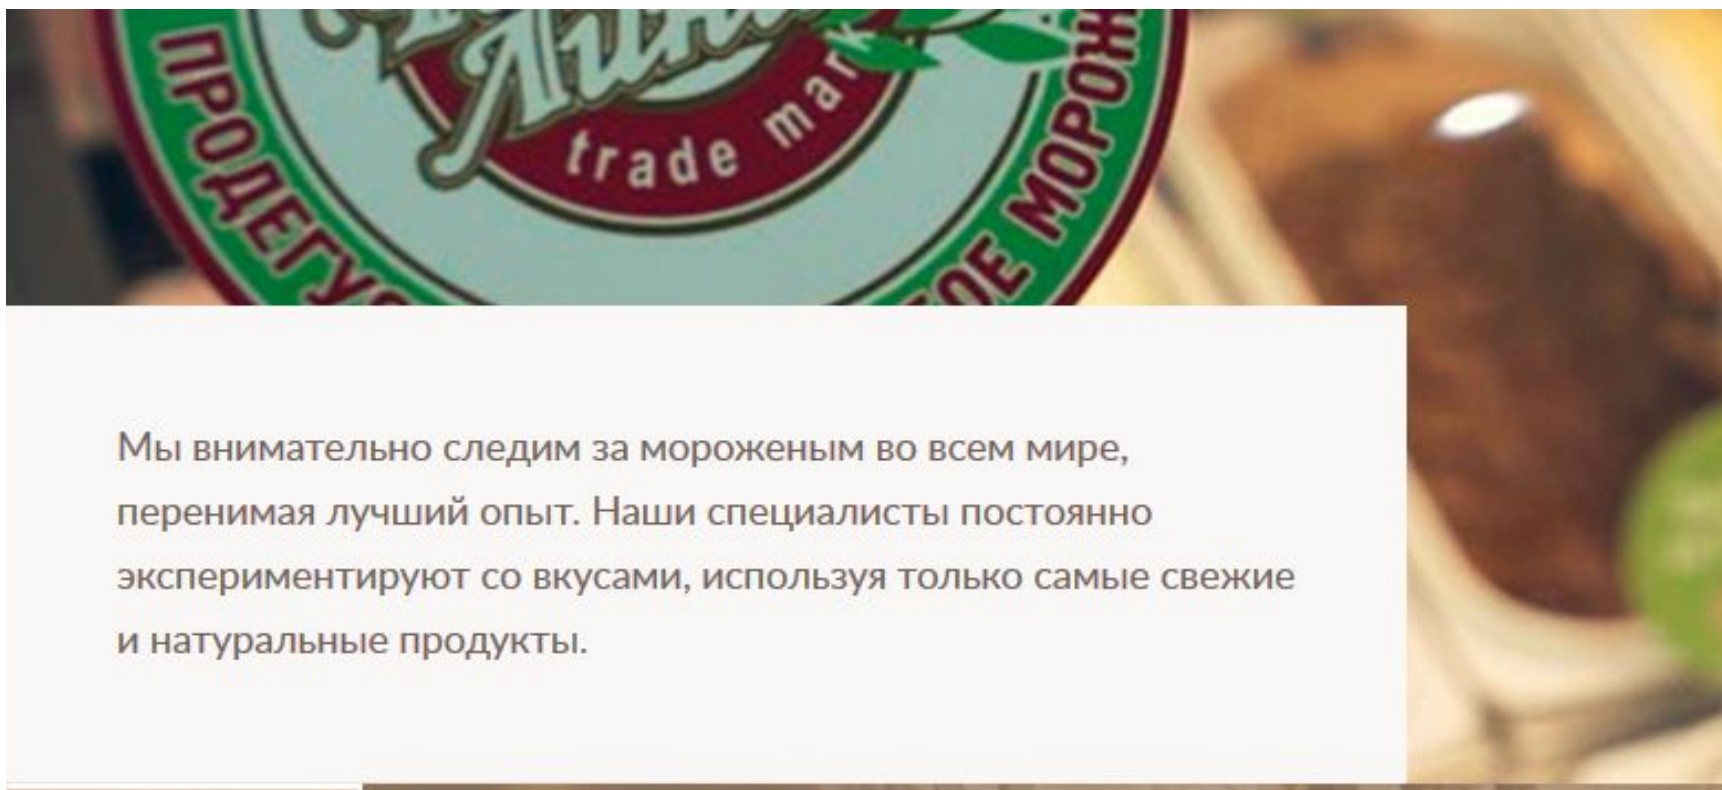 trade mark
Мы внимательно следим за мороженым во всем мире,
перенимая лучший опыт. Наши специалисты постоянно
экспериментируют со вкусами, используя только самые свежие
и натуральные продукты.